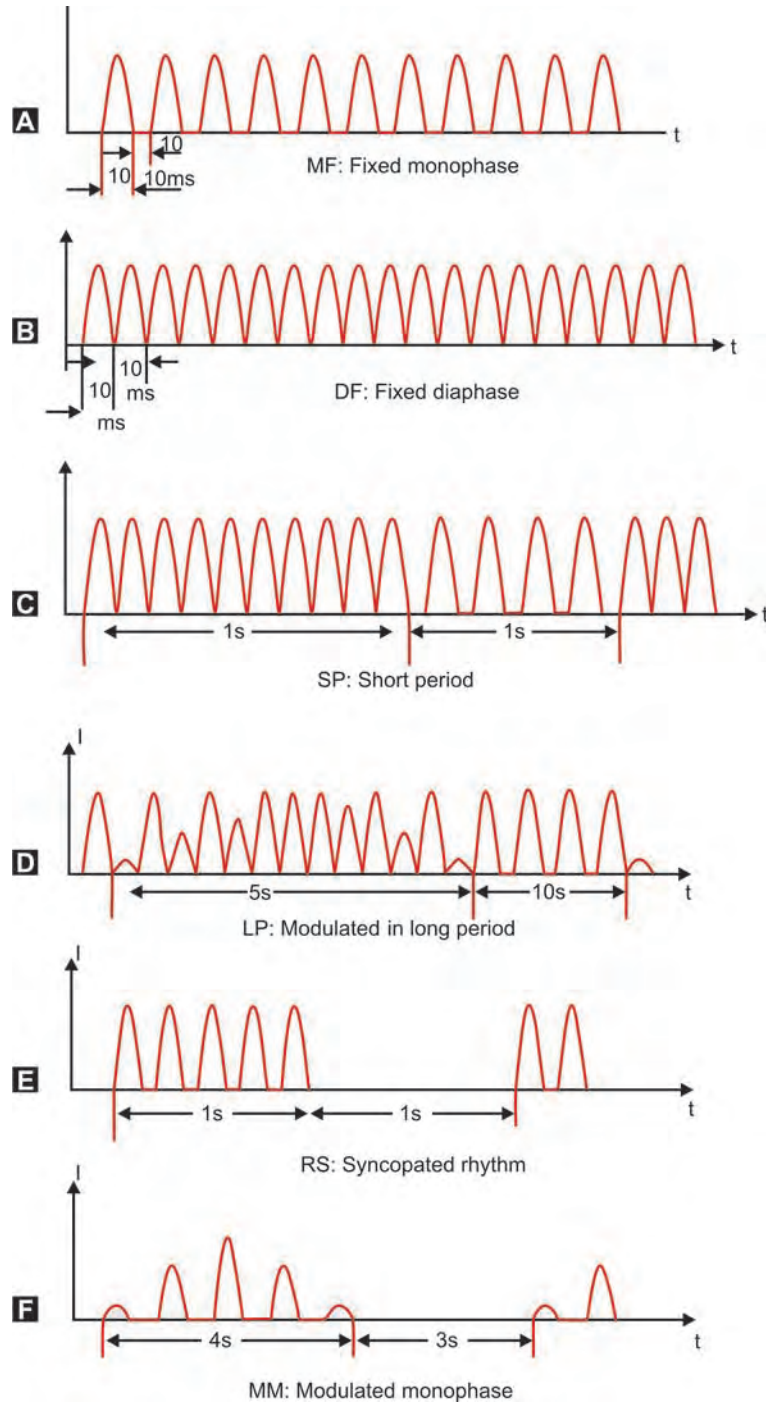 A
t
10
10
10ms
MF: Fixed monophase
B
t
10
10
ms
ms
DF: Fixed diaphase
C
t
1s
1s
SP: Short period
I
D
5s
10s
t
LP: Modulated in long period
I
E
1s
1s
t
RS: Syncopated rhythm
I
F
4s
3s
t
MM: Modulated monophase